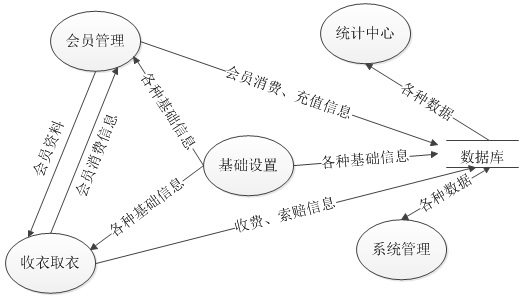 会员管理
统计中心
会员消费、充值信息
各种数据
各种基础信息
会员资料
会员消费信息
基础设置
各种基础信息
数据库
各种基础信息
各种数据
收费、索赔信息
收衣取衣
系统管理